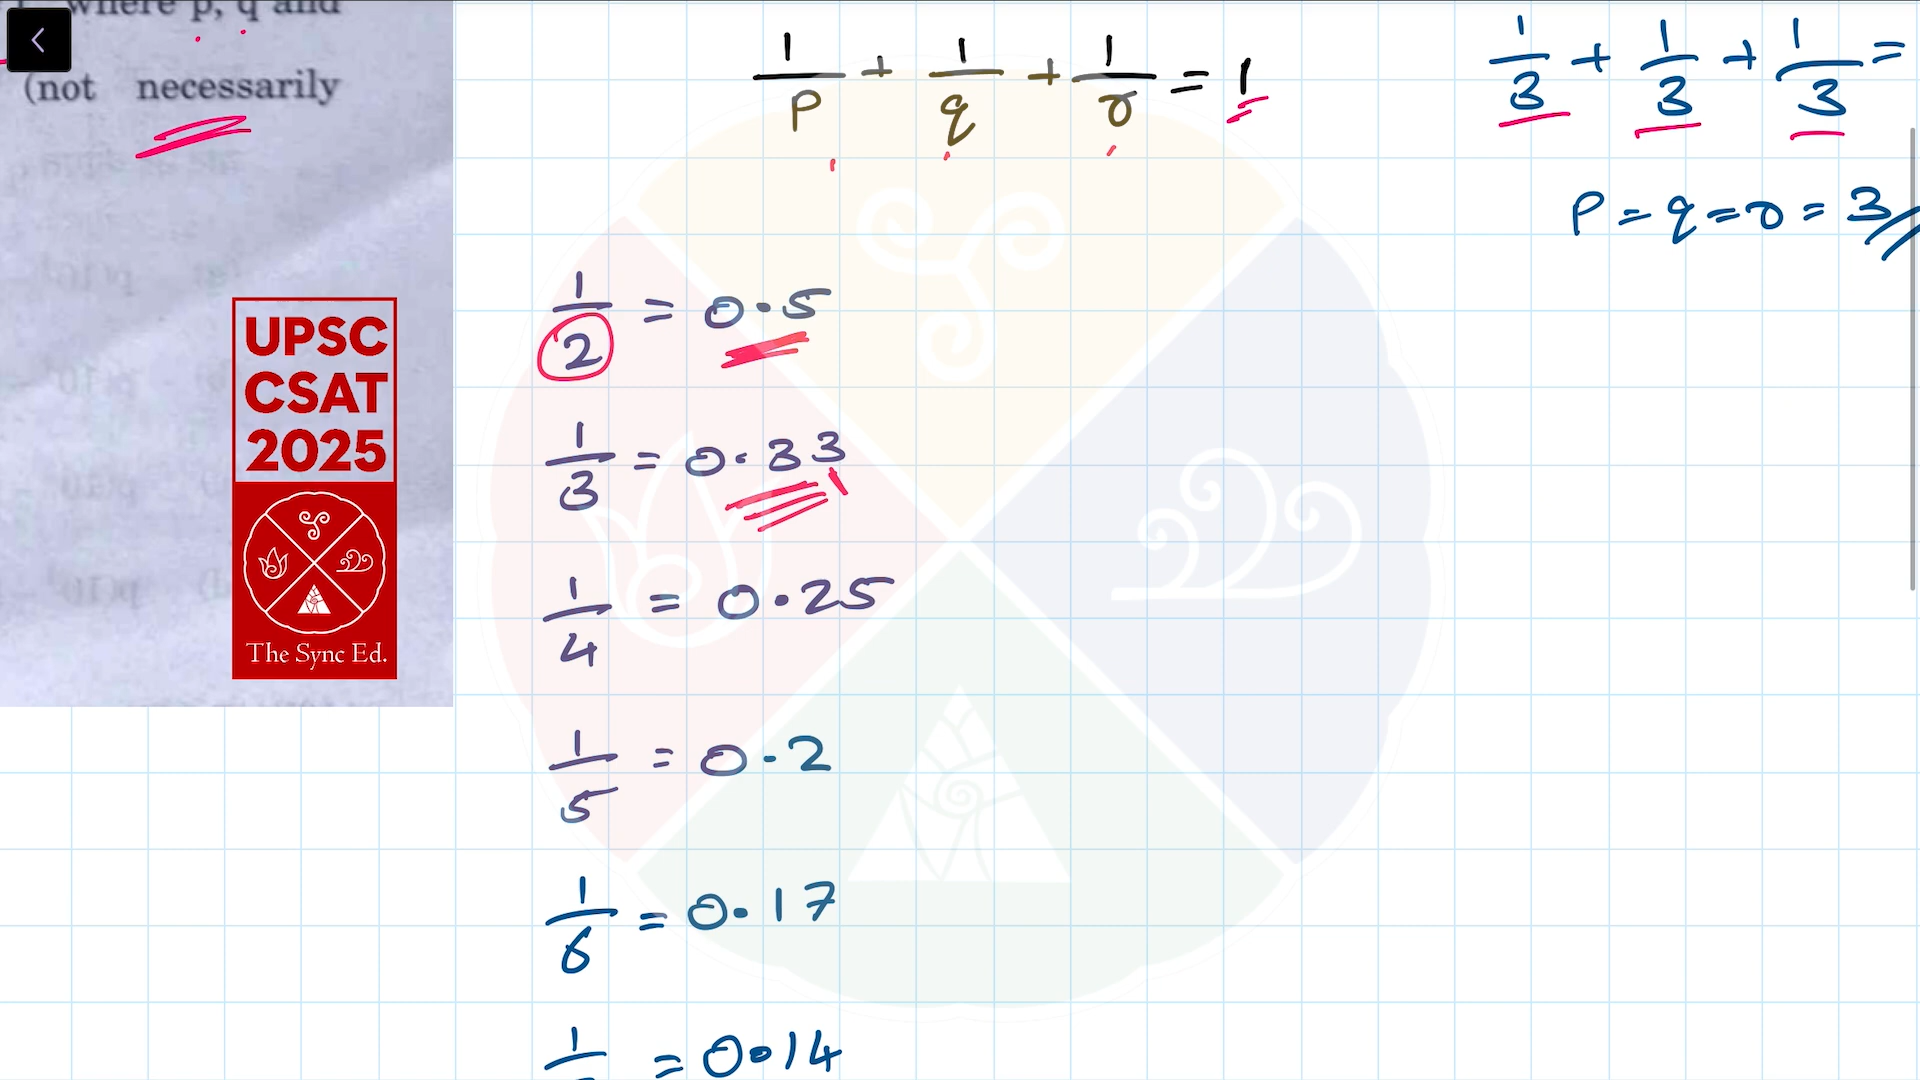 where p, q and
(not necessarily
UPSC
CSAT
2025
The Sync Ed.
1/p + 1/q + 1/r = 1
1/2 = 0.5
1/3 = 0.33
1/4 = 0.25
1/5 = 0.2
1/6 = 0.17
1/ = 0.14
1/3 + 1/3 + 1/3 =
p = q = r = 3//